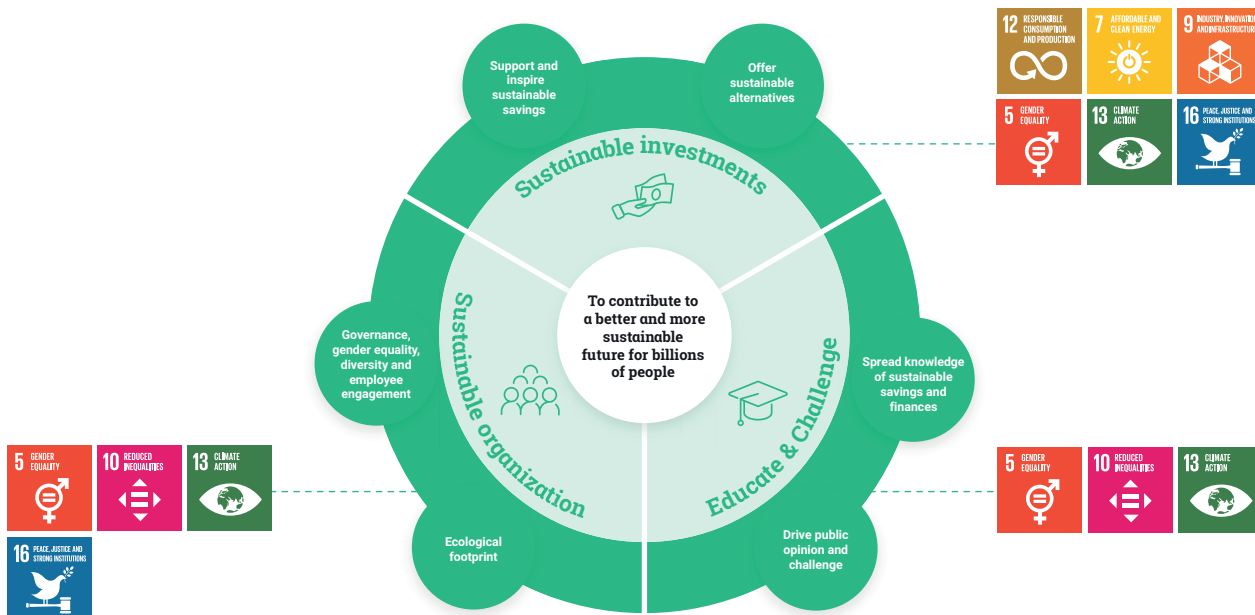 Support and
inspire
sustainable
savings
Offer
sustainable
alternatives
12 RESPONSIBLE
CONSUMPTION
AND PRODUCTION
7 AFFORDABLE AND
CLEAN ENERGY
9 INDUSTRY, INNOVATION
AND INFRASTRUCTURE
5 GENDER
EQUALITY
13 CLIMATE
ACTION
16 PEACE, JUSTICE AND
STRONG INSTITUTIONS
Sustainable investments
To contribute to
a better and more
sustainable
future for billions
of people
Sustainable organization
Educate & Challenge
Governance,
gender equality,
diversity and
employee
engagement
Spread knowledge
of sustainable
savings and
finances
Ecological
footprint
Drive public
opinion and
challenge
5 GENDER
EQUALITY
10 REDUCED
INEQUALITIES
13 CLIMATE
ACTION
16 PEACE, JUSTICE AND
STRONG INSTITUTIONS
5 GENDER
EQUALITY
10 REDUCED
INEQUALITIES
13 CLIMATE
ACTION